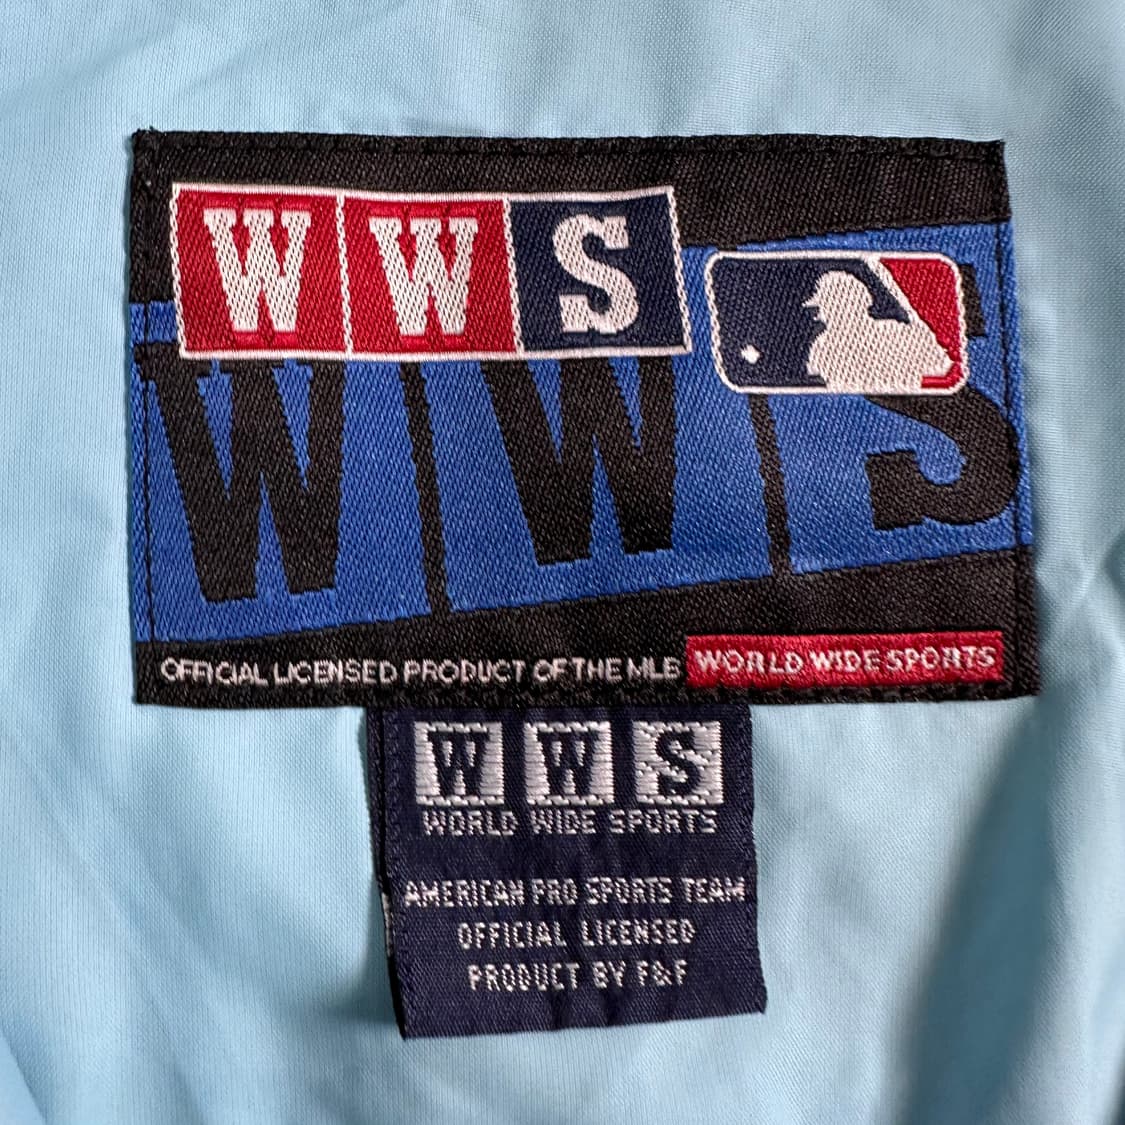 WWS
WWS
OFFICIAL LICENSED PRODUCT OF THE MLB WORLD WIDE SPORTS
WWS
WORLD WIDE SPORTS
AMERICAN PRO SPORTS TEAM
OFFICIAL LICENSED
PRODUCT BY F&F